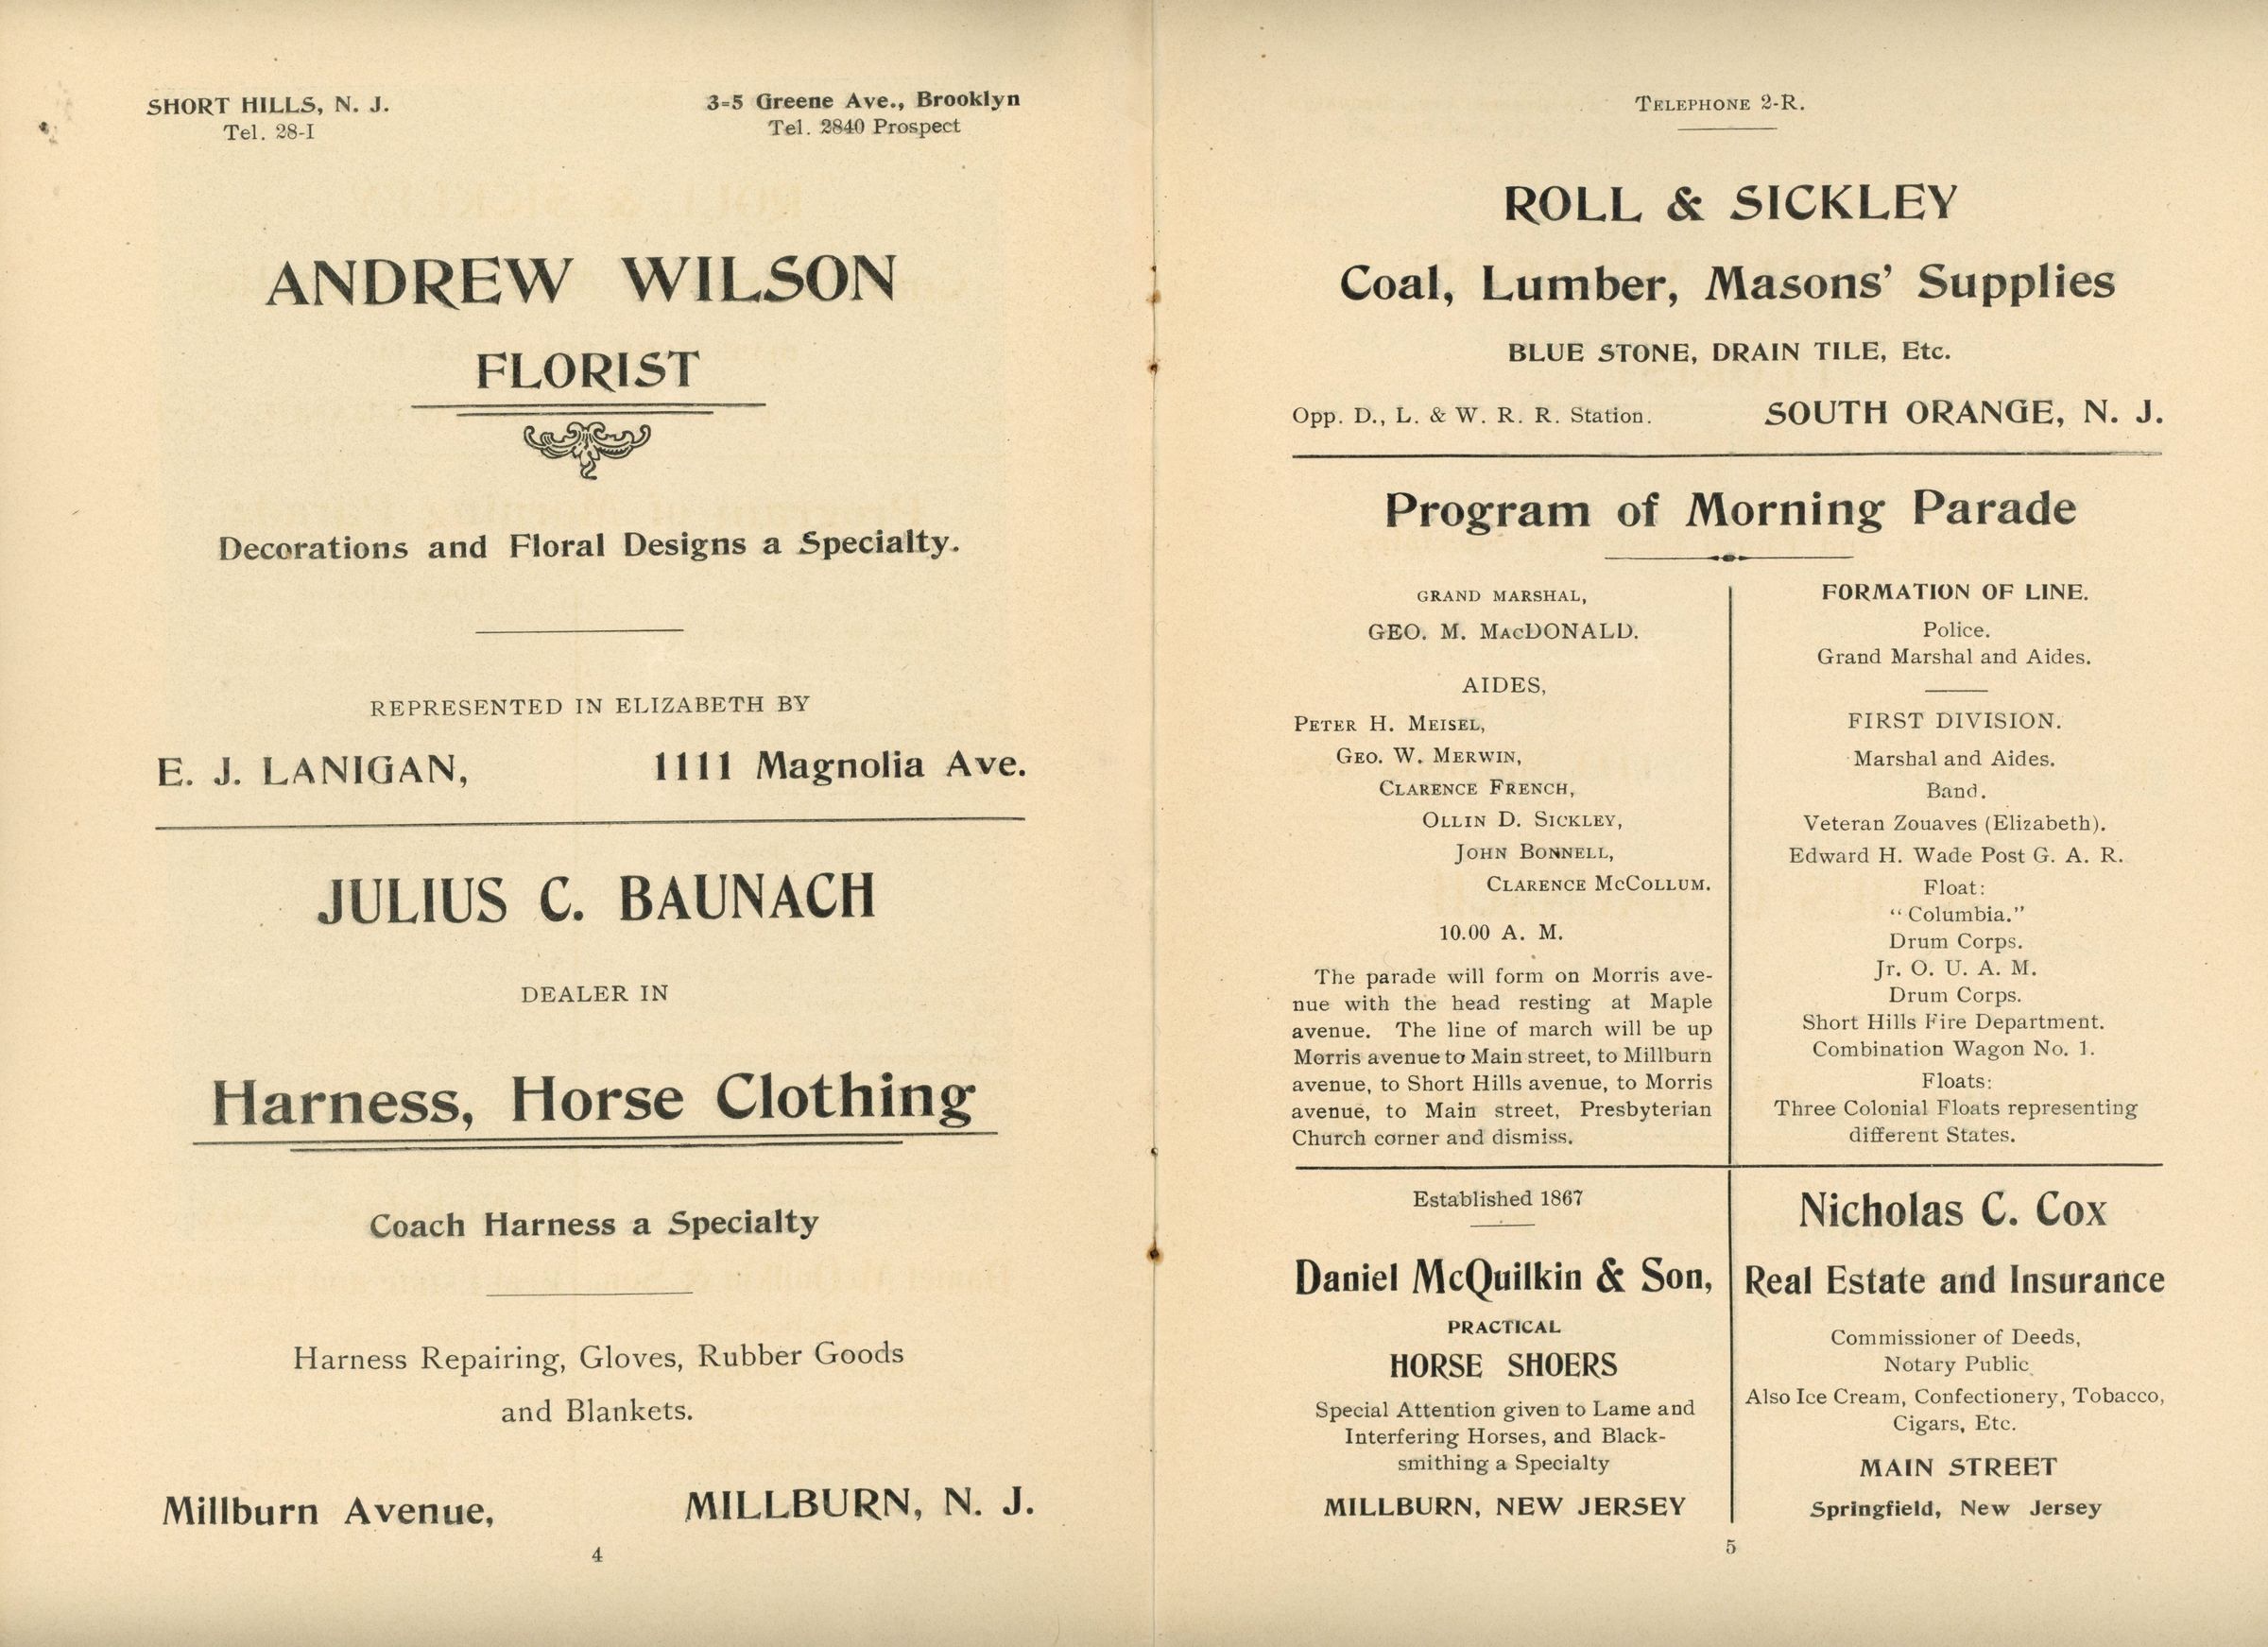 SHORT HILLS, N. J.
Tel. 28-I
3-5 Greene Ave., Brooklyn
Tel. 2840 Prospect
ANDREW WILSON
FLORIST
Decorations and Floral Designs a Specialty.
REPRESENTED IN ELIZABETH BY
E. J. LANIGAN, 1111 Magnolia Ave.
JULIUS C. BAUNACH
DEALER IN
Harness, Horse Clothing
Coach Harness a Specialty
Harness Repairing, Gloves, Rubber Goods
and Blankets.
Millburn Avenue, MILLBURN, N. J.
4
TELEPHONE 2-R.
ROLL & SICKLEY
Coal, Lumber, Masons' Supplies
BLUE STONE, DRAIN TILE, Etc.
Opp. D., L. & W. R. R. Station. SOUTH ORANGE, N. J.
Program of Morning Parade
GRAND MARSHAL,
GEO. M. MACDONALD.
AIDES,
PETER H. MEISEL,
GEO. W. MERWIN,
CLARENCE FRENCH,
OLLIN D. SICKLEY,
JOHN BONNELL,
CLARENCE MCCOLLUM.
10.00 A. M.
The parade will form on Morris ave-
nue with the head resting at Maple
avenue. The line of march will be up
Morris avenue to Main street, to Millburn
avenue, to Short Hills avenue, to Morris
avenue, to Main street, Presbyterian
Church corner and dismiss.
FORMATION OF LINE.
Police.
Grand Marshal and Aides.
FIRST DIVISION.
Marshal and Aides.
Band.
Veteran Zouaves (Elizabeth).
Edward H. Wade Post G. A. R.
Float:
"Columbia."
Drum Corps.
Jr. O. U. A. M.
Drum Corps.
Short Hills Fire Department.
Combination Wagon No. 1.
Floats:
Three Colonial Floats representing
different States.
Established 1867
Daniel McQuilkin & Son,
PRACTICAL
HORSE SHOERS
Special Attention given to Lame and
Interfering Horses, and Black-
smithing a Specialty
MILLBURN, NEW JERSEY
Nicholas C. Cox
Real Estate and Insurance
Commissioner of Deeds,
Notary Public
Also Ice Cream, Confectionery, Tobacco,
Cigars, Etc.
MAIN STREET
Springfield, New Jersey
5